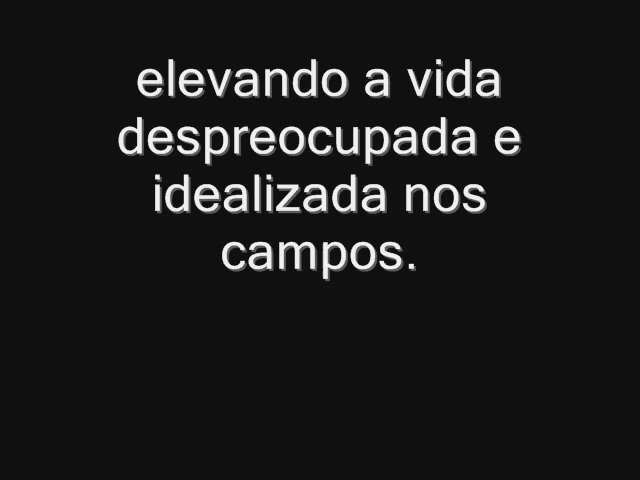 elevando a vida
despreocupada e
idealizada nos
campos.